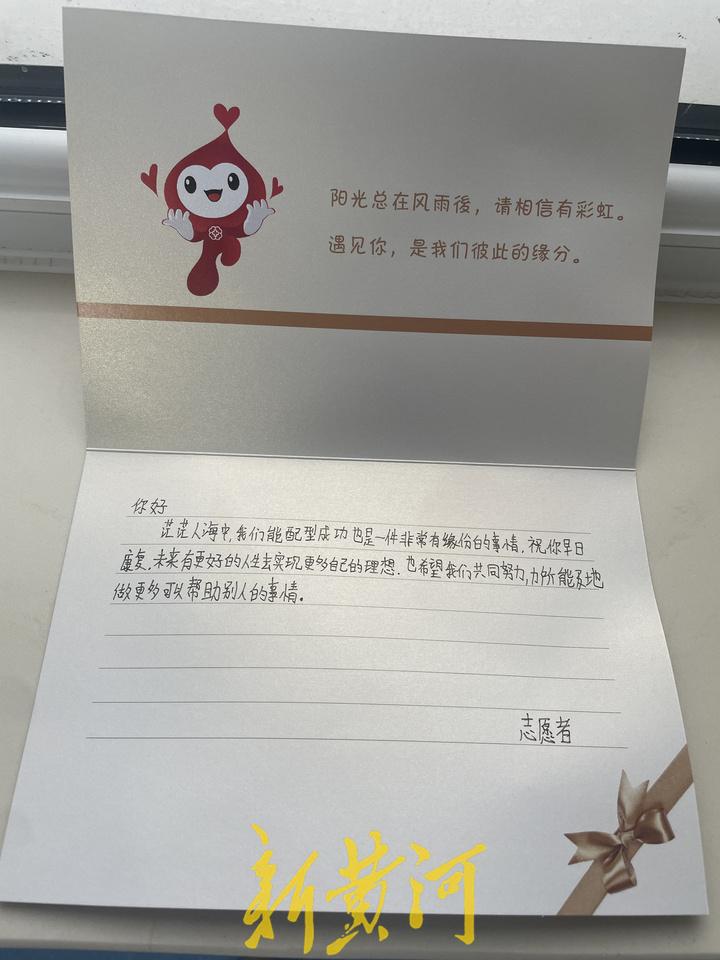 阳光总在风雨後，请相信有彩虹。
遇见你，是我们彼此的缘分。
你好
茫茫人海中,我们能配型成功也是一件非常有缘份的事情.祝你早日
康复.未来有更好的人生去实现更多自己的理想.也希望我们共同努力,力所能及地
做更多可以帮助别人的事情.
志愿者
新黄河